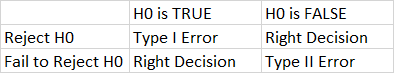 H0 is TRUE H0 is FALSE
Reject H0 Type I Error Right Decision
Fail to Reject H0 Right Decision Type II Error